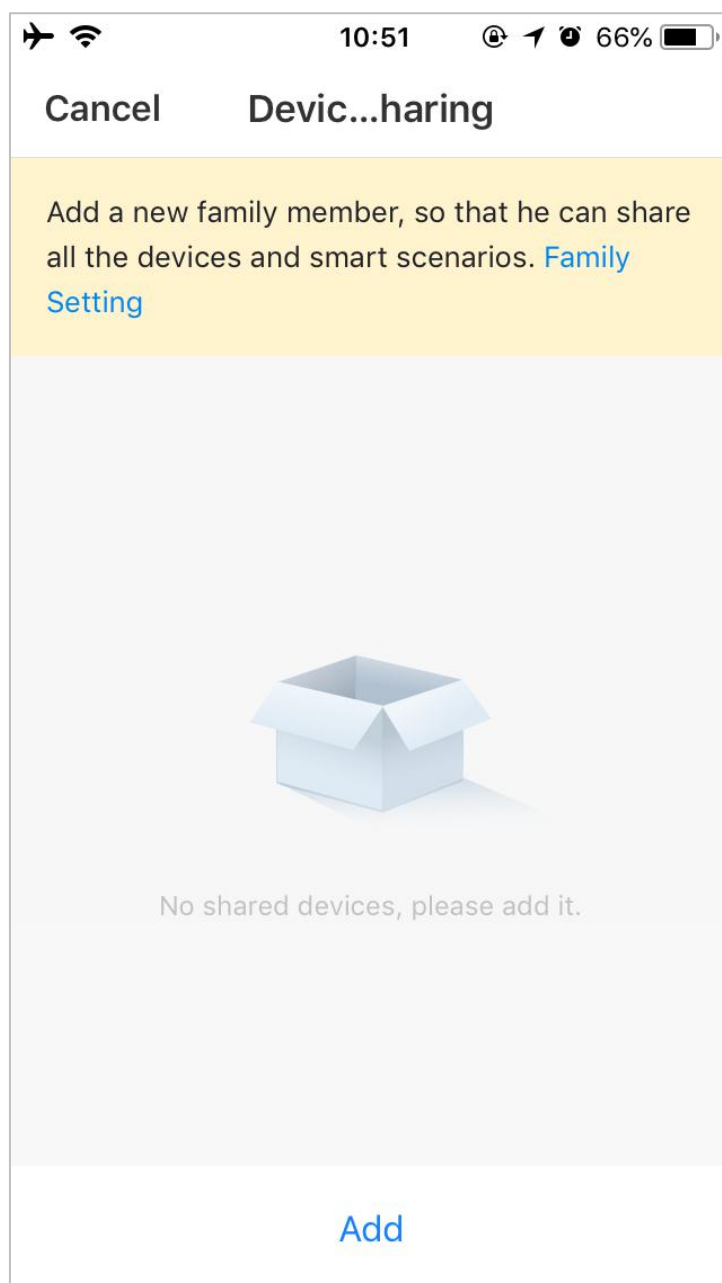 10:51 66%
Cancel Devic...haring
Add a new family member, so that he can share
all the devices and smart scenarios. Family
Setting
No shared devices, please add it.
Add